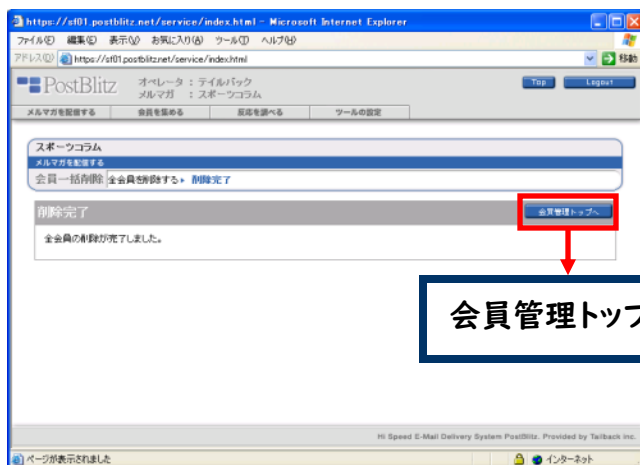 https://sf01.postblitz.net/service/index.html - Microsoft Internet Explorer
ファイル(F) 編集(E) 表示(V) お気に入り(A) ツール(T) ヘルプ(H)
アドレス(D) https://sf01.postblitz.net/service/index.html 移動
PostBlitz オペレータ : テイルバック Top Logout
メルマガ : スポーツコラム
メルマガを配信する 会員を集める 反応を調べる ツールの設定
スポーツコラム
メルマガを配信する
会員一括削除 全会員を削除する 削除完了
削除完了 会員管理トップへ
全会員の削除が完了しました。
会員管理トップ
Hi Speed E-Mail Delivery System PostBlitz. Provided by Tailback inc.
ページが表示されました インターネット